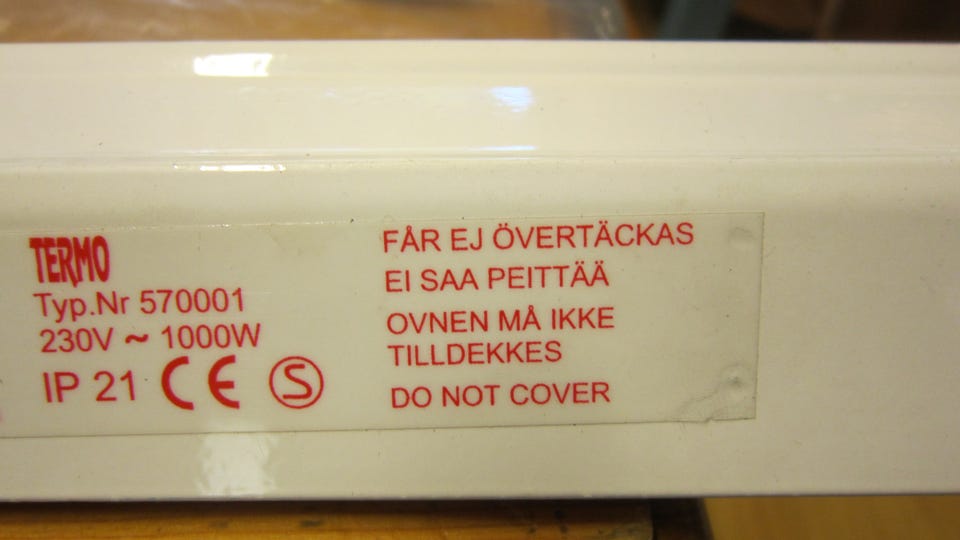 TERMO
Typ.Nr 570001
230V ~ 1000W
IP 21 CE S
FÅR EJ ÖVERTÄCKAS
EI SAA PEITTÄÄ
OVNEN MÅ IKKE
TILLDEKKES
DO NOT COVER